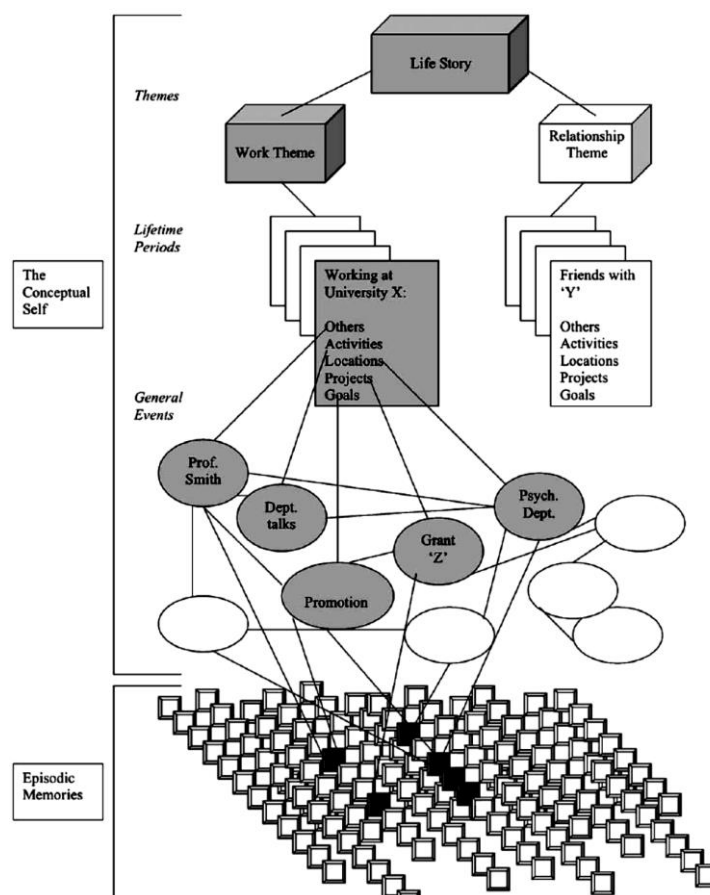 Life Story
Themes
Work Theme
Relationship
Theme
Lifetime
Periods
The
Conceptual
Self
Working at
University X:
Others
Activities
Locations
Projects
Goals
Friends with
‘Y’
Others
Activities
Locations
Projects
Goals
General
Events
Prof.
Smith
Dept.
talks
Psych.
Dept.
Grant
‘Z’
Promotion
Episodic
Memories